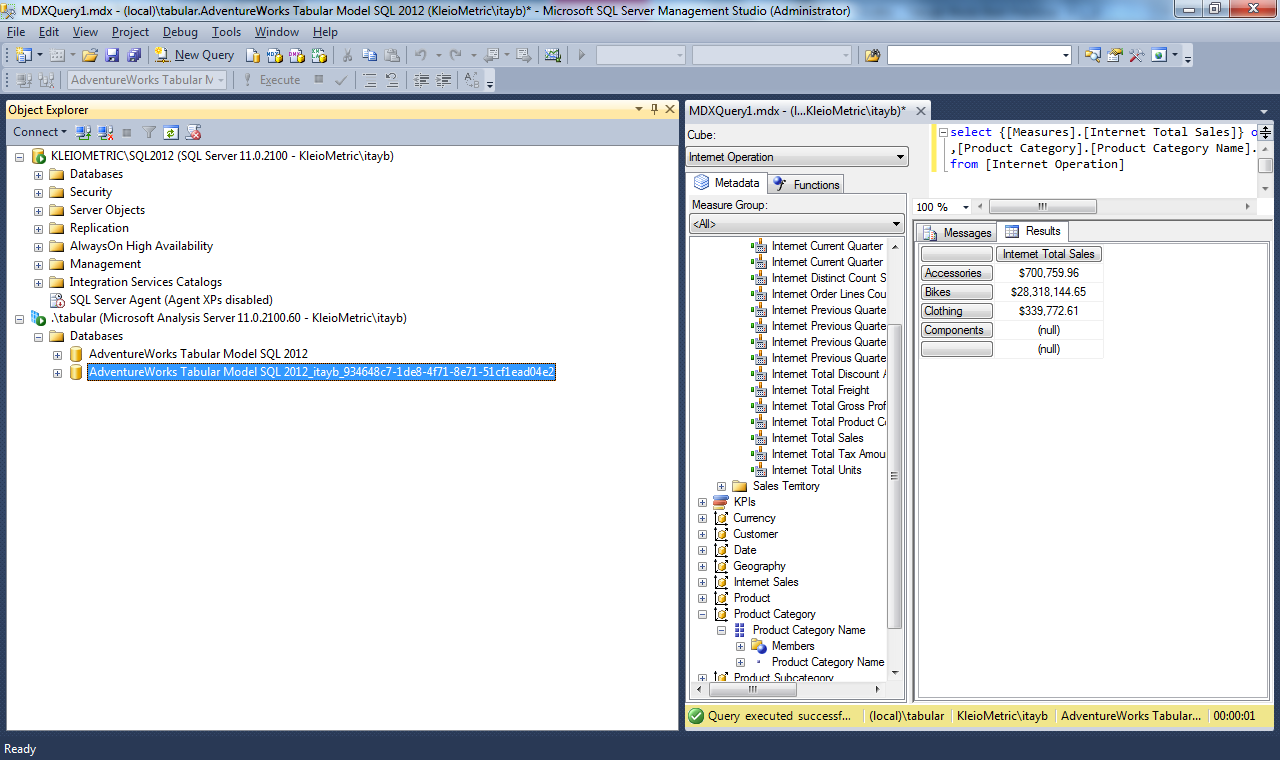 MDXQuery1.mdx - (local)\tabular.AdventureWorks Tabular Model SQL 2012 (KleioMetric\itayb)* - Microsoft SQL Server Management Studio (Administrator)
File Edit View Project Debug Tools Window Help
New Query
AdventureWorks Tabular M
Execute
Object Explorer
Connect
KLEIOMETRIC\SQL2012 (SQL Server 11.0.2100 - KleioMetric\itayb)
Databases
Security
Server Objects
Replication
AlwaysOn High Availability
Management
Integration Services Catalogs
SQL Server Agent (Agent XPs disabled)
.\tabular (Microsoft Analysis Server 11.0.2100.60 - KleioMetric\itayb)
Databases
AdventureWorks Tabular Model SQL 2012
AdventureWorks Tabular Model SQL 2012_itayb_934648c7-1de8-4f71-8e71-51cf1ead04e2
MDXQuery1.mdx - (l...KleioMetric\itayb)*
Cube:
Internet Operation
Metadata Functions
Measure Group:
<All>
Internet Current Quarter
Internet Current Quarter
Internet Distinct Count S
Internet Order Lines Cou
Internet Previous Quarte
Internet Previous Quarte
Internet Previous Quarte
Internet Previous Quarte
Internet Total Discount A
Internet Total Freight
Internet Total Gross Prof
Internet Total Product Co
Internet Total Sales
Internet Total Tax Amou
Internet Total Units
Sales Territory
KPIs
Currency
Customer
Date
Geography
Internet Sales
Product
Product Category
Product Category Name
Members
Product Category Name
Product Subcategory
select {[Measures].[Internet Total Sales]} o
,[Product Category].[Product Category Name].
from [Internet Operation]
100 %
Messages Results
Internet Total Sales
Accessories $700,759.96
Bikes $28,318,144.65
Clothing $339,772.61
Components (null)
(null)
Query executed successf... (local)\tabular KleioMetric\itayb AdventureWorks Tabular... 00:00:01
Ready